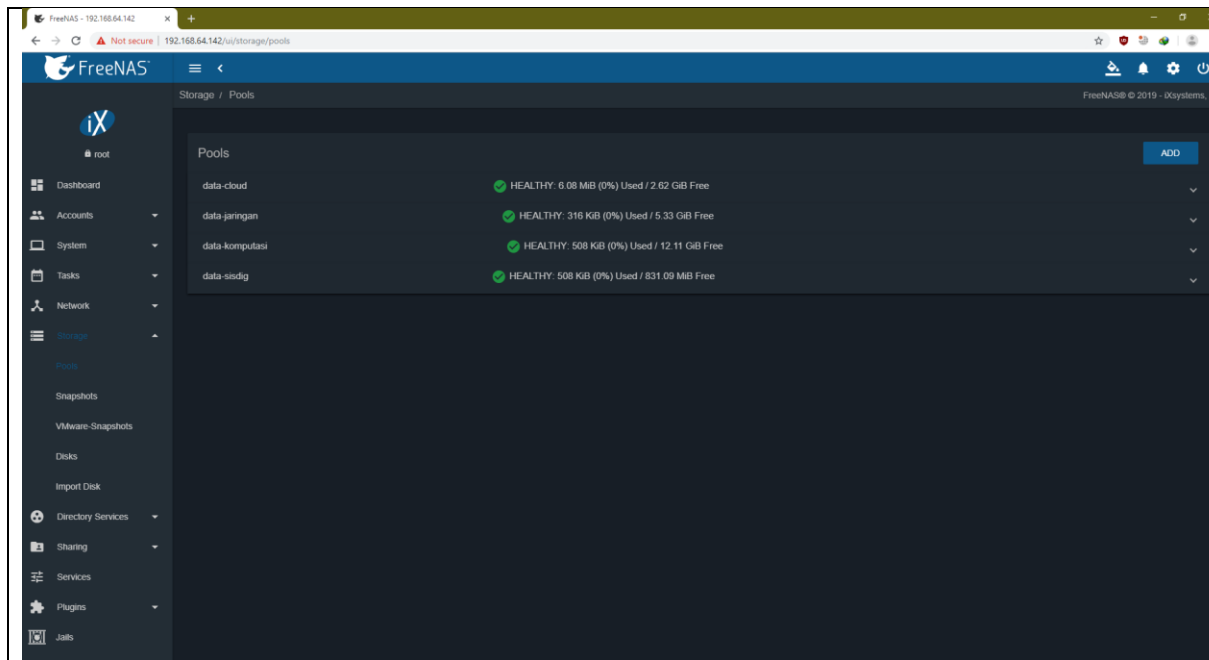 FreeNAS - 192.168.64.142
Not secure | 192.168.64.142/ui/storage/pools
FreeNAS
Storage / Pools
FreeNAS® © 2019 - iXsystems,
iX
root
Pools
ADD
data-cloud
HEALTHY: 6.08 MiB (0%) Used / 2.62 GiB Free
data-jaringan
HEALTHY: 316 KiB (0%) Used / 5.33 GiB Free
data-komputasi
HEALTHY: 508 KiB (0%) Used / 12.11 GiB Free
data-sisdig
HEALTHY: 508 KiB (0%) Used / 831.09 MiB Free
Dashboard
Accounts
System
Tasks
Network
Storage
Pools
Snapshots
VMware-Snapshots
Disks
Import Disk
Directory Services
Sharing
Services
Plugins
Jails